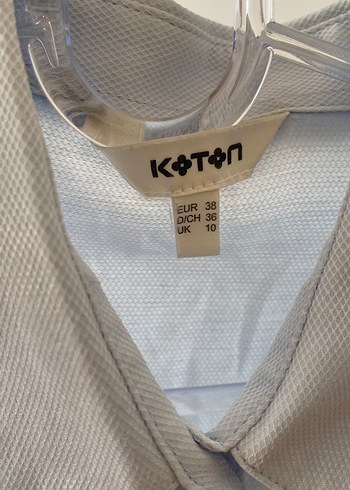 KOTON
EUR 38
D/CH 36
UK 10